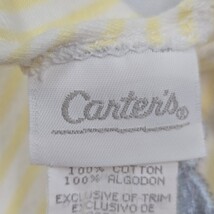 Carter's®
100% COTTON
100% ALGODON
EXCLUSIVE OF TRIM